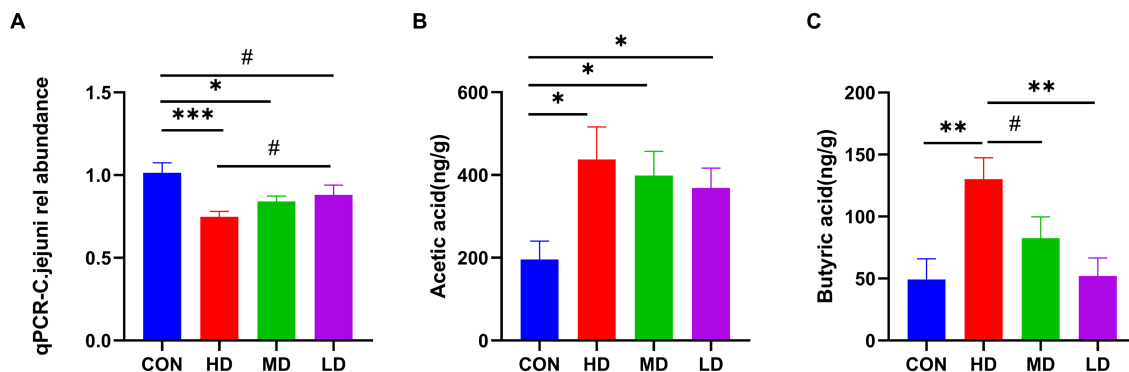 A
qPCR-C.jejuni rel abundance
1.5
1.0
0.5
0.0
#
*
***
#
CON HD MD LD
B
Acetic acid(ng/g)
600
400
200
0
*
*
*
CON HD MD LD
C
Butyric acid(ng/g)
200
150
100
50
0
**
**
#
CON HD MD LD